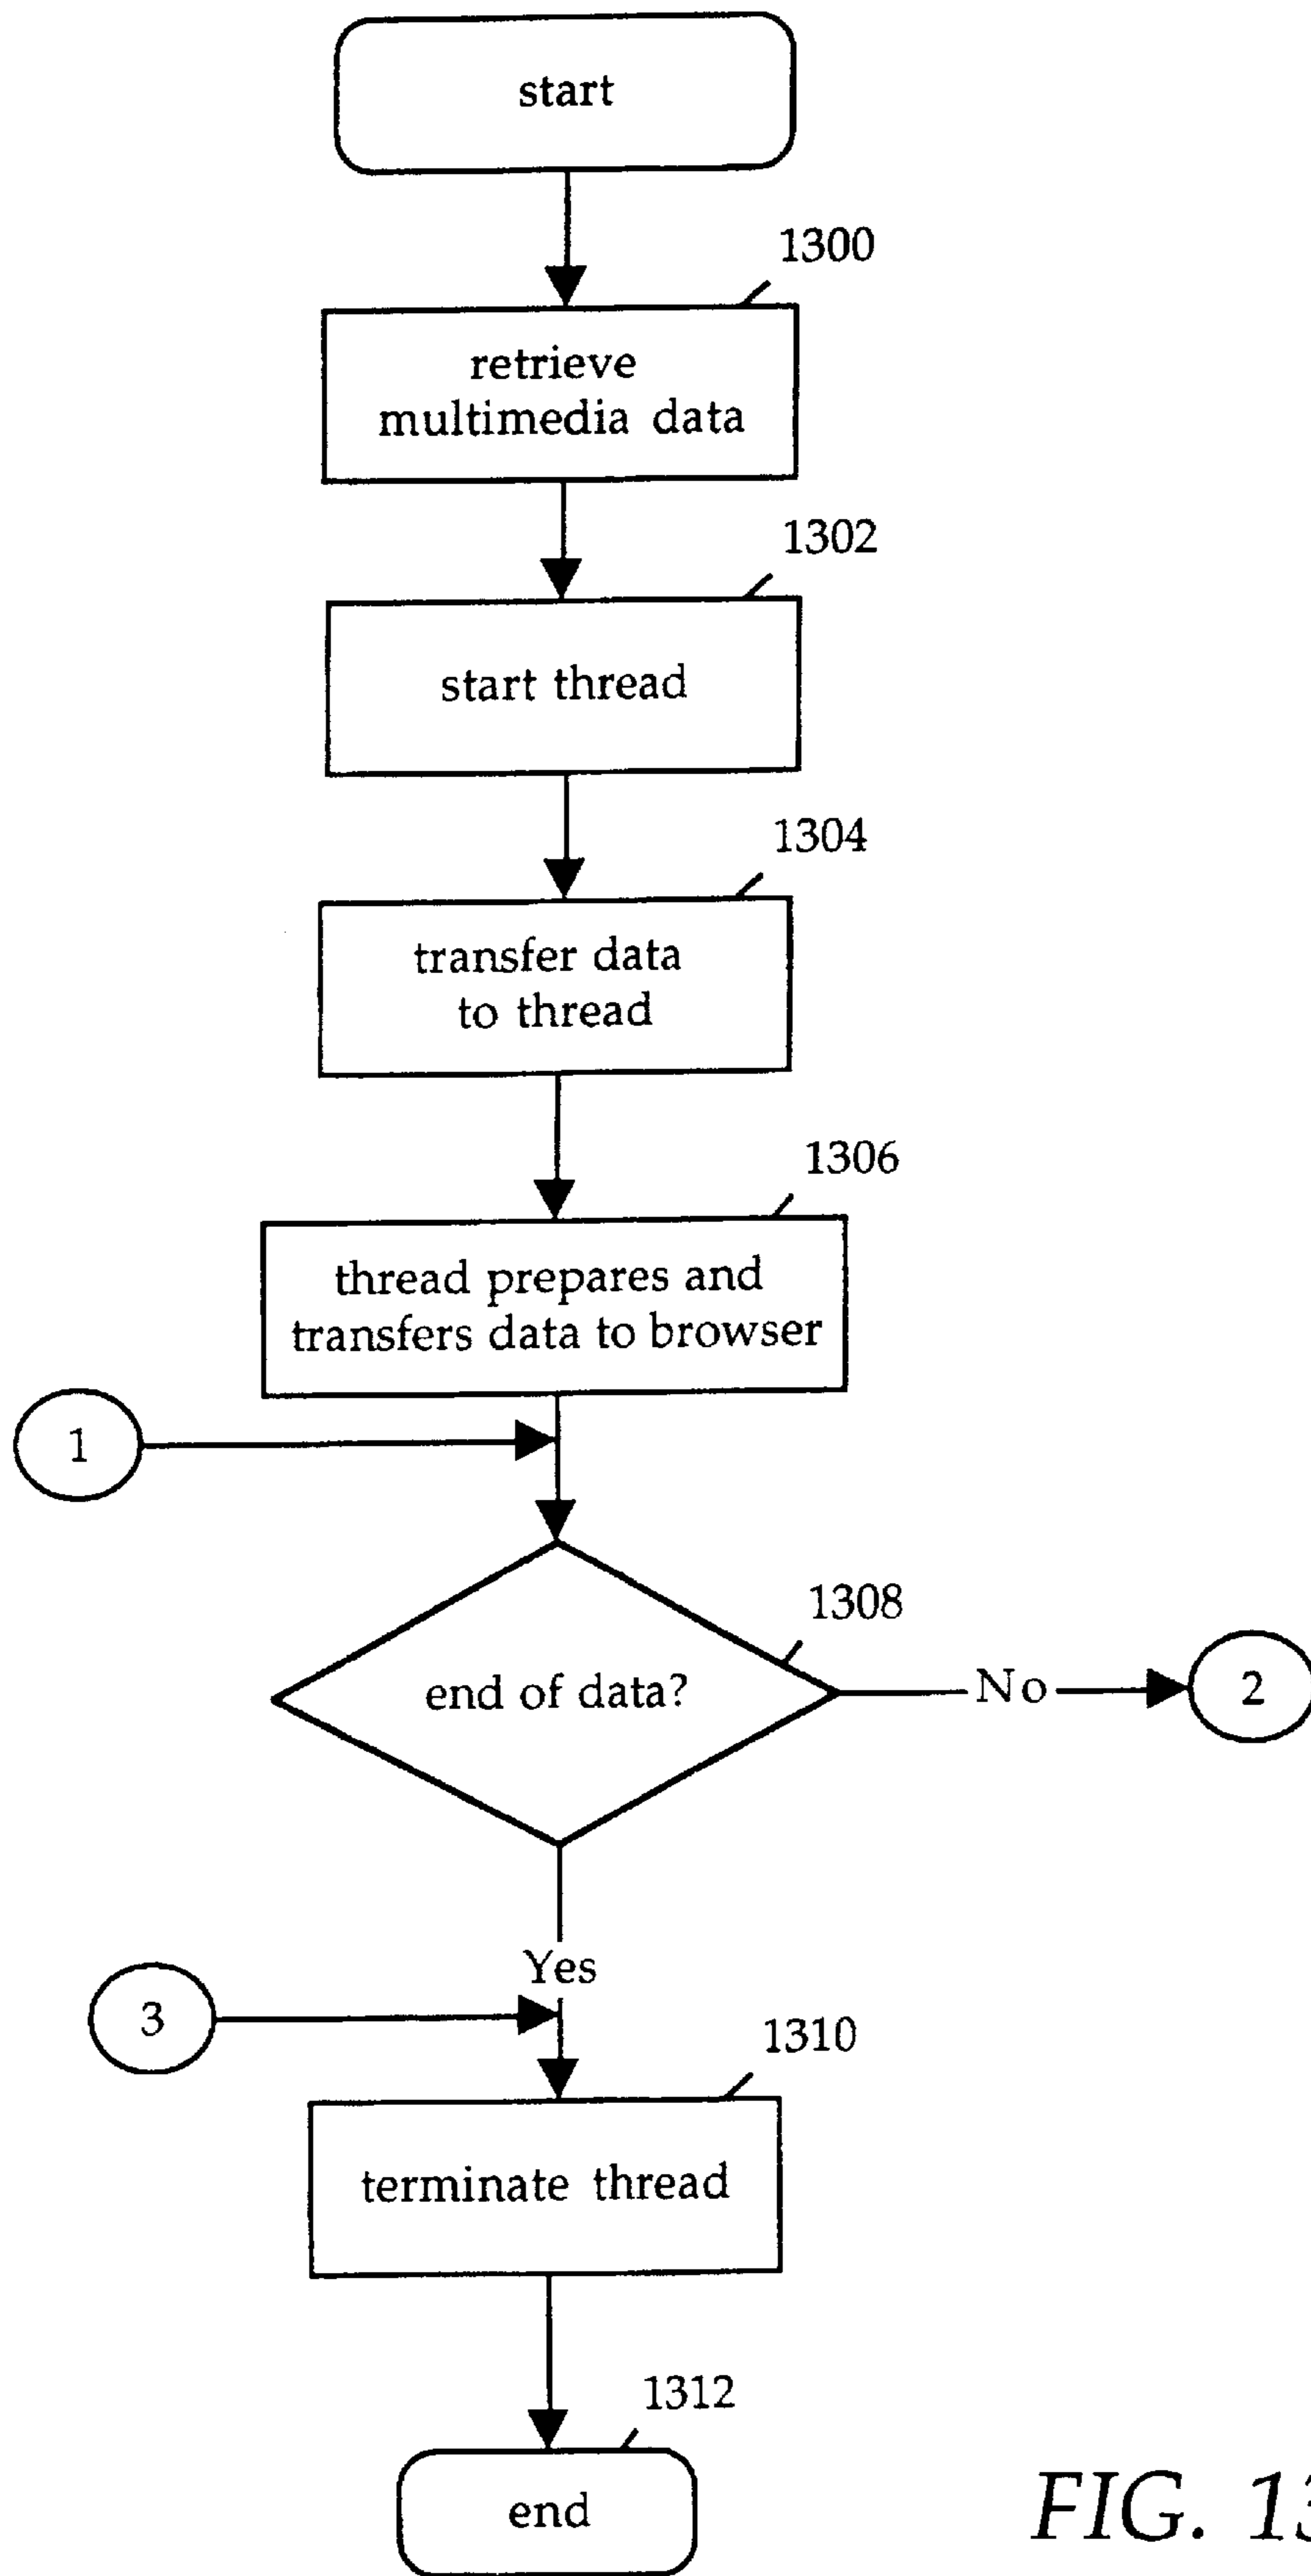 start
1300
retrieve
multimedia data
1302
start thread
1304
transfer data
to thread
1306
thread prepares and
transfers data to browser
1
1308
end of data?
No
2
Yes
3
1310
terminate thread
1312
end
FIG. 13